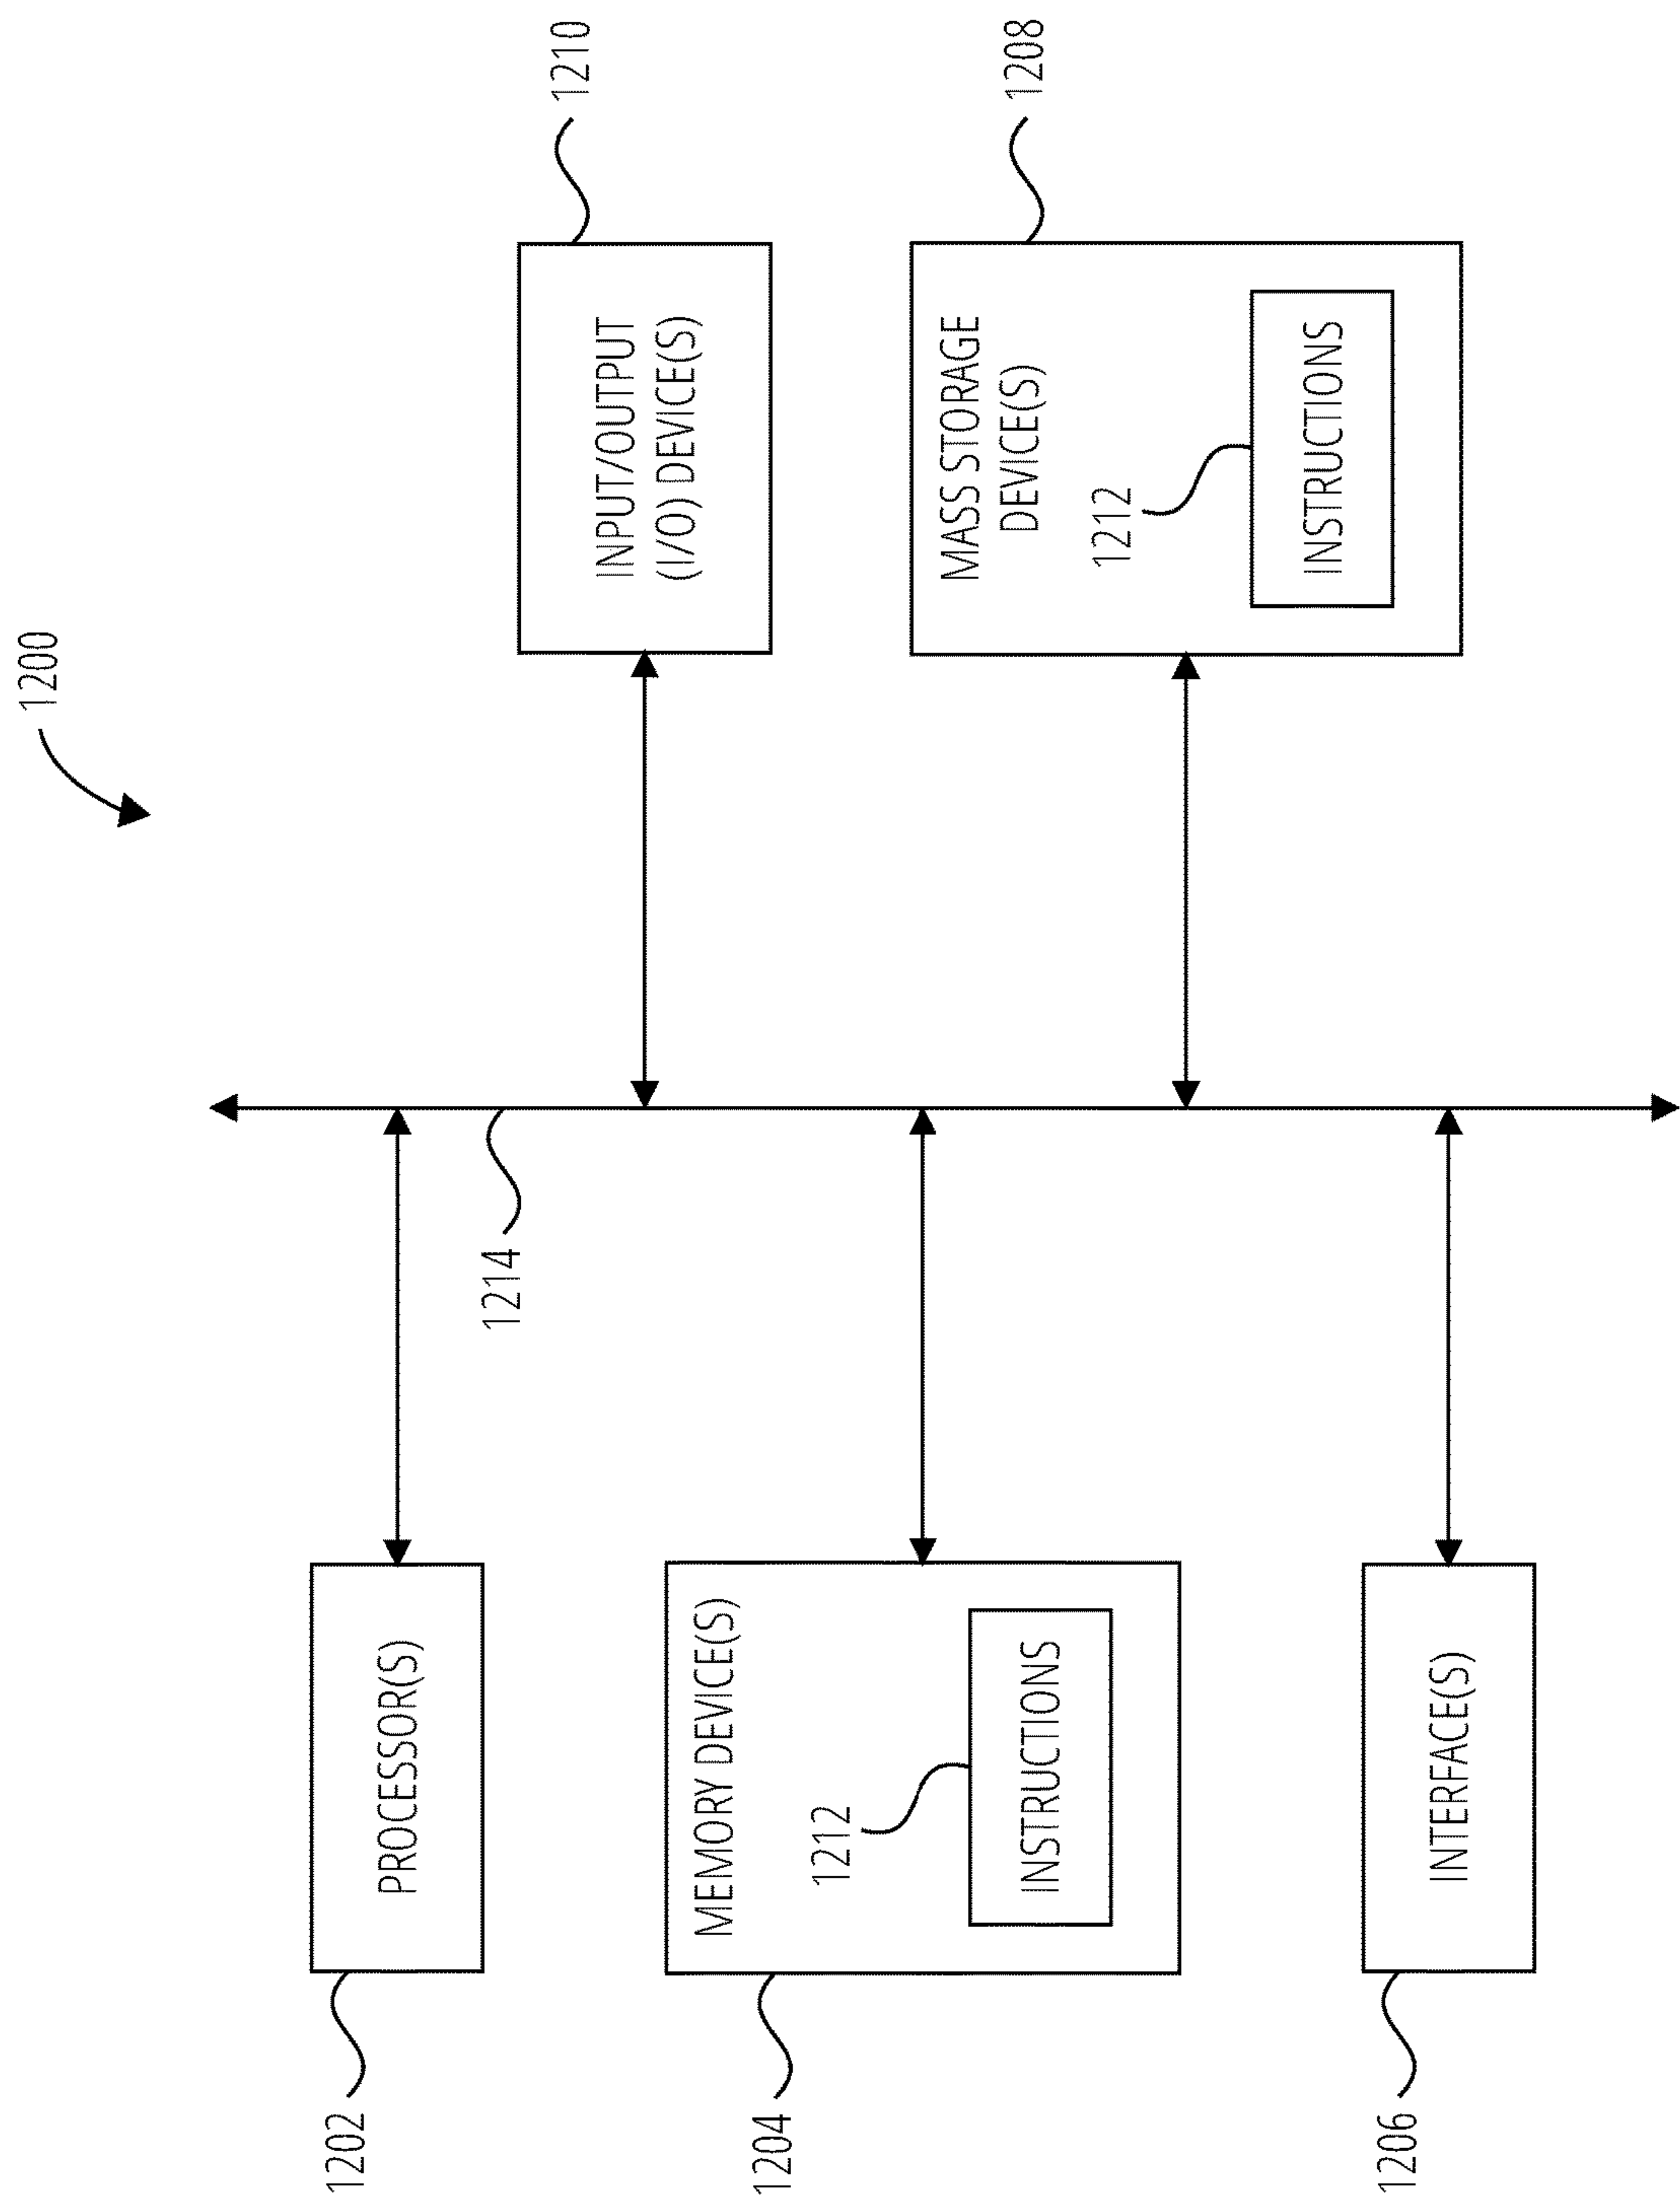 1200
1202
PROCESSOR(S)
1214
1210
INPUT/OUTPUT
(I/O) DEVICE(S)
1204
MEMORY DEVICE(S)
1212
INSTRUCTIONS
1208
MASS STORAGE
DEVICE(S)
1212
INSTRUCTIONS
1206
INTERFACE(S)